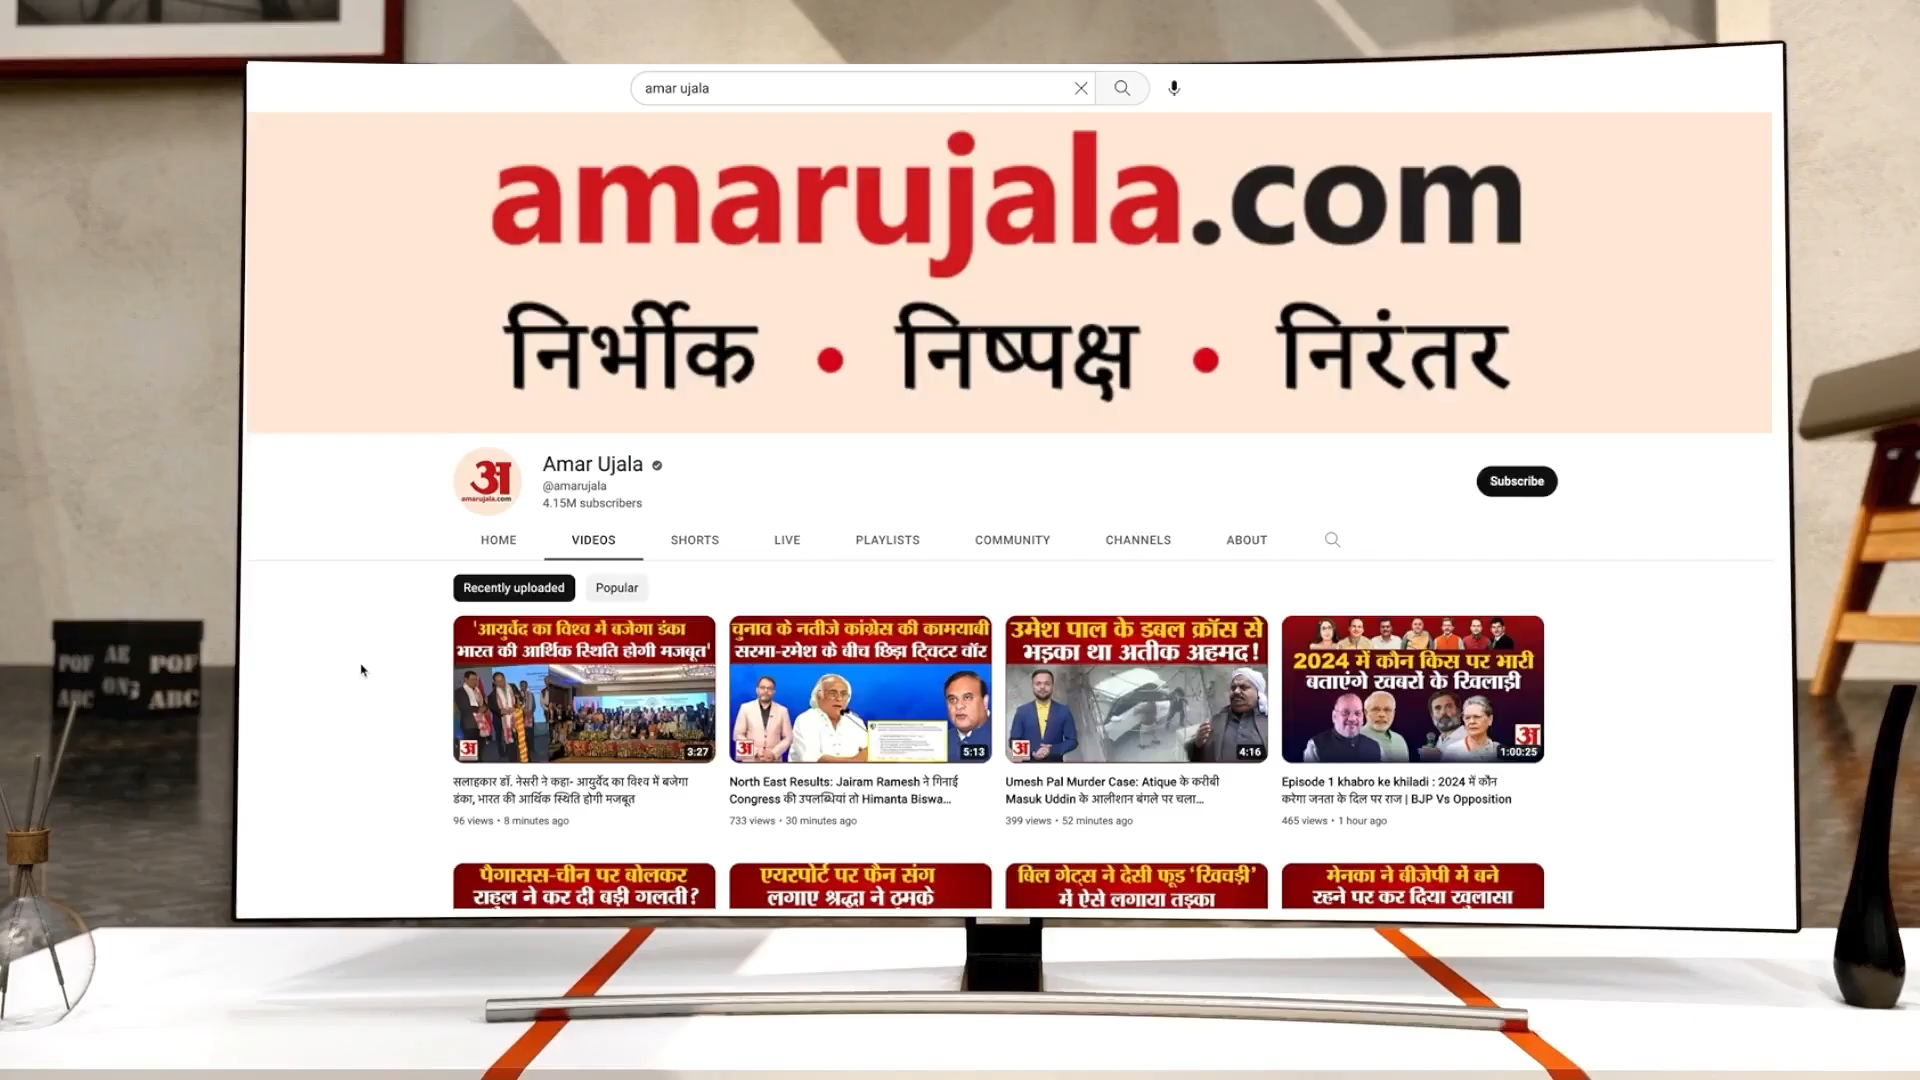 amar ujala
amarujala.com
निर्भीक • निष्पक्ष • निरंतर
अ
amarujala.com
Amar Ujala
@amarujala
4.15M subscribers
Subscribe
HOME VIDEOS SHORTS LIVE PLAYLISTS COMMUNITY CHANNELS ABOUT
Recently uploaded Popular
'आयुर्वेद का विश्व में बजेगा डंका
भारत की आर्थिक स्थिति होगी मजबूत'
अ
3:27
चुनाव के नतीजे कांग्रेस की कामयाबी
सरमा-रमेश के बीच छिड़ा ट्विटर वॉर
अ
5:13
उमेश पाल के डबल क्रॉस से
भड़का था अतीक अहमद!
अ
4:16
2024 में कौन किस पर भारी
बताएंगे खबरों के खिलाड़ी
अ
1:00:25
सलाहकार डॉ. नेसरी ने कहा- आयुर्वेद का विश्व में बजेगा
डंका, भारत की आर्थिक स्थिति होगी मजबूत
96 views • 8 minutes ago
North East Results: Jairam Ramesh ने गिनाई
Congress की उपलब्धियां तो Himanta Biswa...
733 views • 30 minutes ago
Umesh Pal Murder Case: Atique के करीबी
Masuk Uddin के आलीशान बंगले पर चला...
399 views • 52 minutes ago
Episode 1 khabro ke khiladi : 2024 में कौन
करेगा जनता के दिल पर राज | BJP Vs Opposition
465 views • 1 hour ago
पैगासस-चीन पर बोलकर
राहुल ने कर दी बड़ी गलती?
एयरपोर्ट पर फैन संग
लगाए श्रद्धा ने ठुमके
बिल गेट्स ने देसी फूड 'खिचड़ी'
में ऐसे लगाया तड़का
मेनका ने बीजेपी में बने
रहने पर कर दिया खुलासा
POF
ABC
POF
ABC